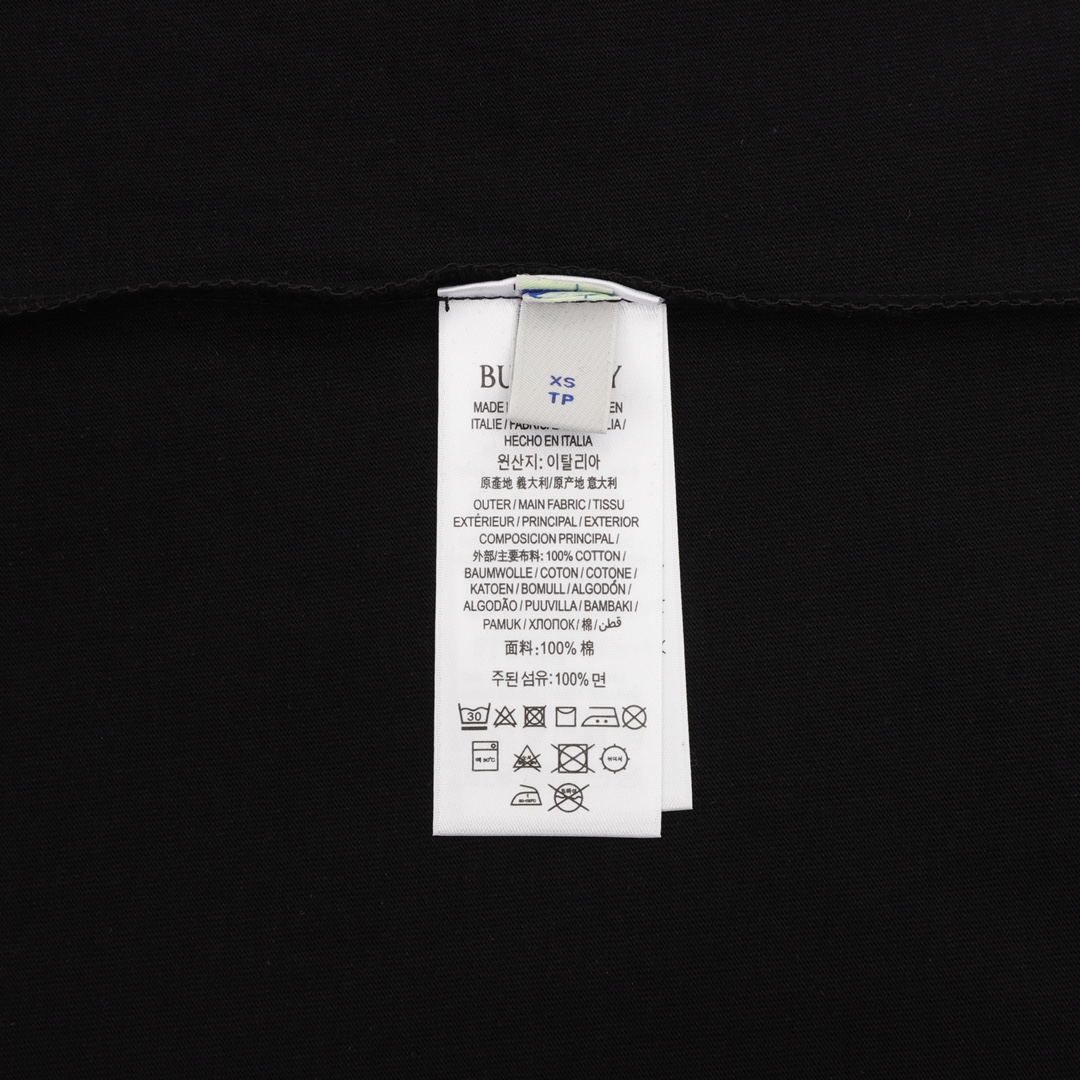 XS
TP
MADE
EN
ITALIE /
HECHO EN ITALIA
원산지: 이탈리아
原產地 義大利/原产地 意大利
OUTER / MAIN FABRIC / TISSU
EXTÉRIEUR / PRINCIPAL / EXTERIOR
COMPOSICION PRINCIPAL /
外部/主要布料: 100% COTTON /
BAUMWOLLE / COTON / COTONE /
KATOEN / BOMULL / ALGODÓN /
ALGODÃO / PUUVILLA / BAMBAKI /
PAMUK / ХЛОПОК / 棉 / قطن
面料: 100% 棉
주된 섬유: 100% 면
30